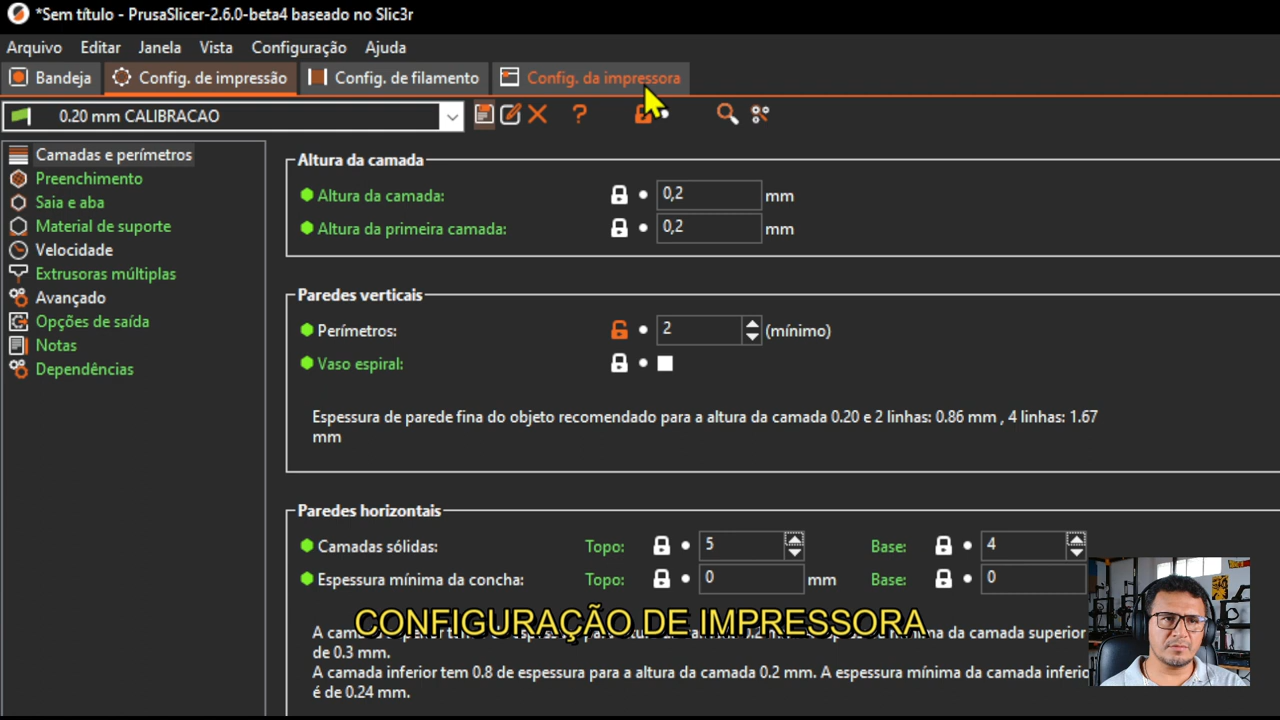 *Sem título - PrusaSlicer-2.6.0-beta4 baseado no Slic3r
Arquivo Editar Janela Vista Configuração Ajuda
Bandeja Config. de impressão Config. de filamento Config. da impressora
0.20 mm CALIBRACAO ?
Camadas e perímetros
Preenchimento
Saia e aba
Material de suporte
Velocidade
Extrusoras múltiplas
Avançado
Opções de saída
Notas
Dependências
Altura da camada
Altura da camada: 0,2 mm
Altura da primeira camada: 0,2 mm
Paredes verticais
Perímetros: 2 (mínimo)
Vaso espiral:
Espessura de parede fina do objeto recomendado para a altura da camada 0.20 e 2 linhas: 0.86 mm , 4 linhas: 1.67
mm
Paredes horizontais
Camadas sólidas: Topo: 5 Base: 4
Espessura mínima da concha: Topo: 0 mm Base: 0
CONFIGURAÇÃO DE IMPRESSORA
da camada superior
de 0.3 mm.
A camada inferior tem 0.8 de espessura para a altura da camada 0.2 mm. A espessura mínima da camada
é de 0.24 mm.